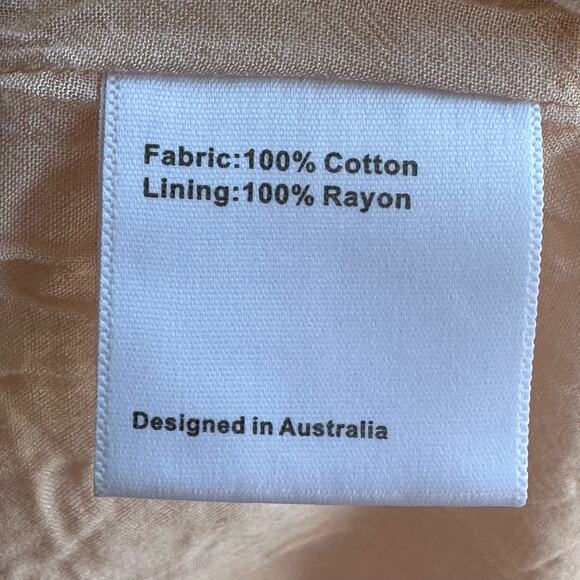 Fabric:100% Cotton
Lining:100% Rayon
Designed in Australia